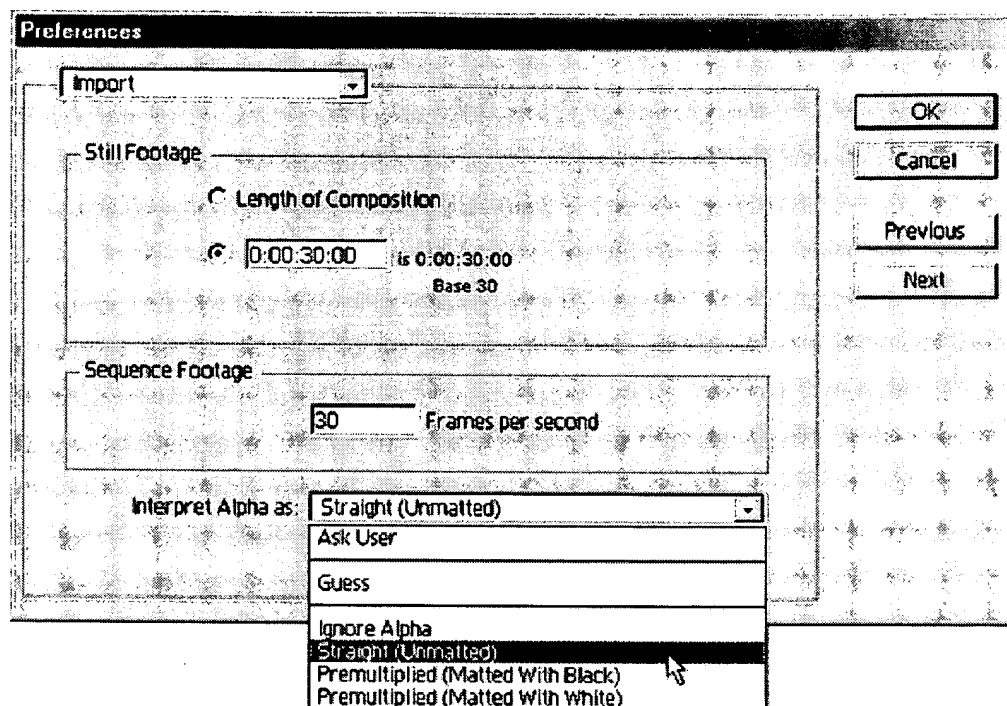 Preferences
Import
OK
Still Footage
Cancel
Length of Composition
Previous
0:00:30:00 is 0:00:30:00
Base 30
Next
Sequence Footage
30 Frames per second
Interpret Alpha as: Straight (Unmatted)
Ask User
Guess
Ignore Alpha
Straight (Unmatted)
Premultiplied (Matted With Black)
Premultiplied (Matted With White)